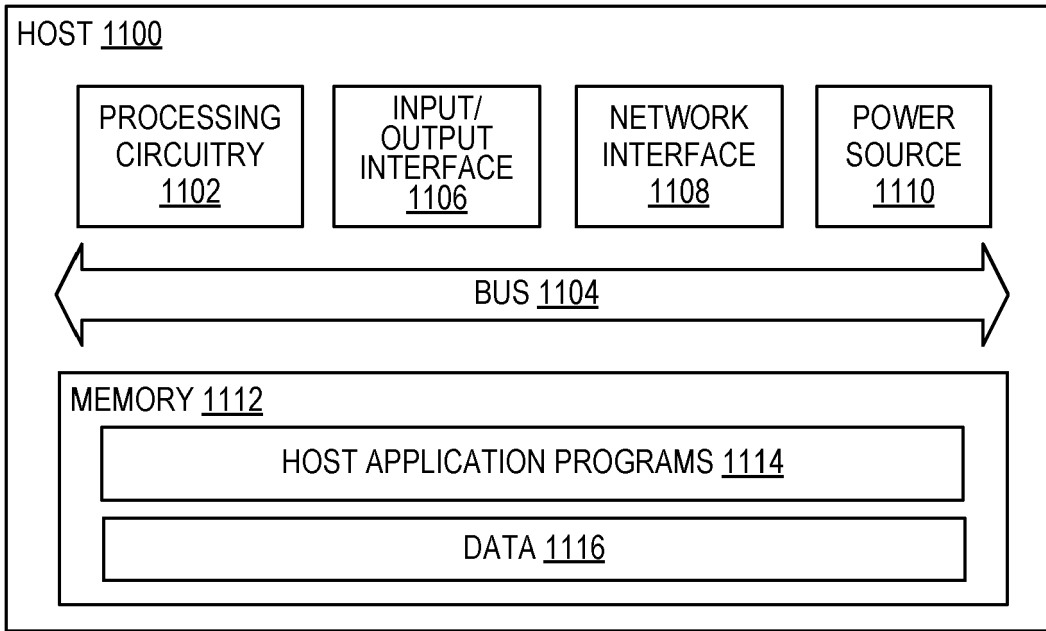 HOST 1100
PROCESSING
CIRCUITRY
1102
INPUT/
OUTPUT
INTERFACE
1106
NETWORK
INTERFACE
1108
POWER
SOURCE
1110
BUS 1104
MEMORY 1112
HOST APPLICATION PROGRAMS 1114
DATA 1116